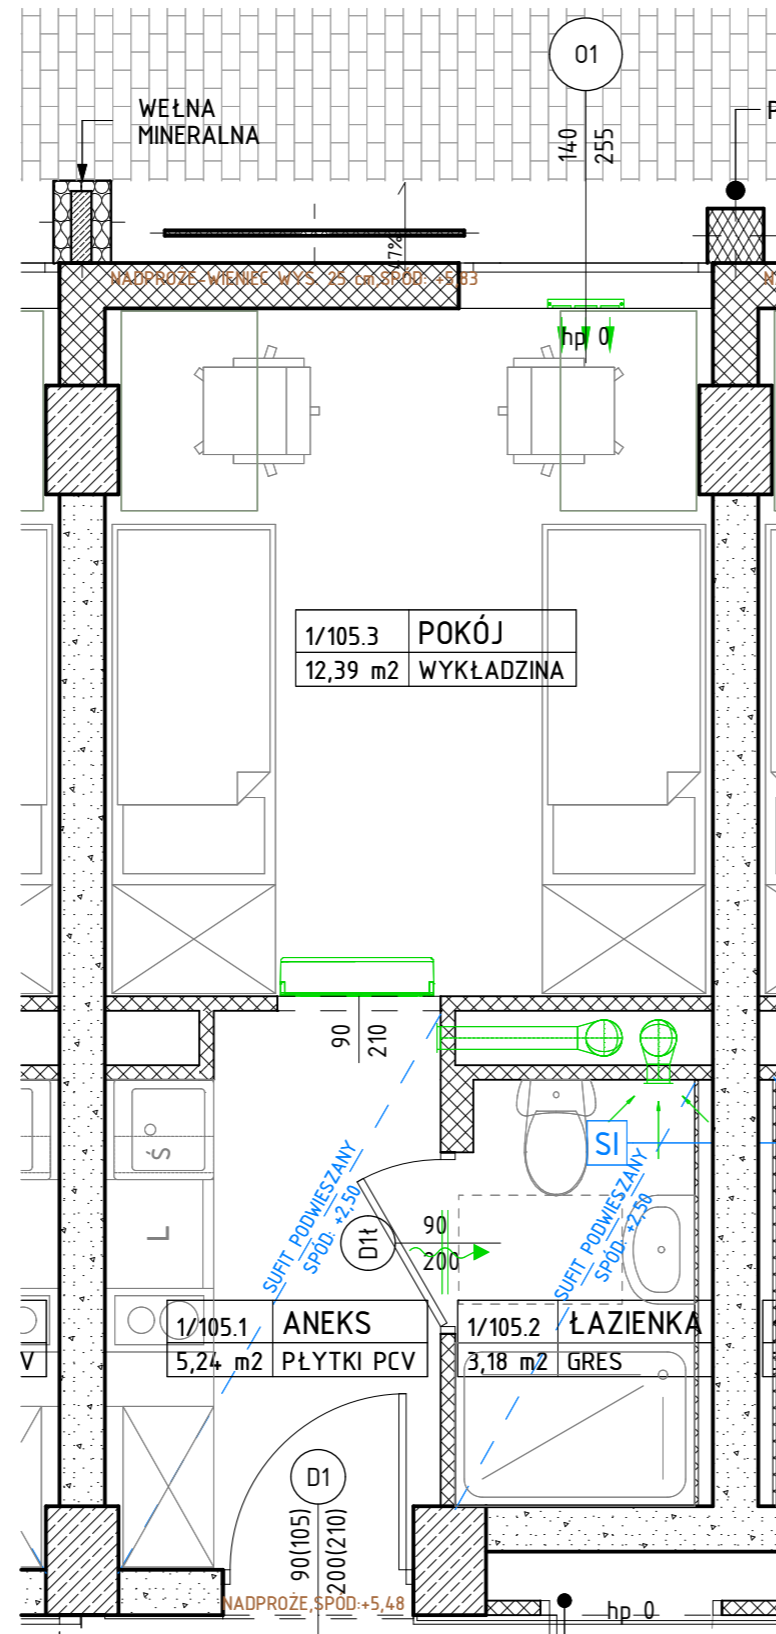 O1
WEŁNA
MINERALNA
P
140
255
47%
NADPROŻE-WIENIEC WYS. 25 cm, SPÓD: +5,83
N
hp 0
1/105.3 POKÓJ
12,39 m2 WYKŁADZINA
90
210
Ś
L
SUFIT PODWIESZANY
SPÓD: +2,50
SI
SUFIT PODWIESZANY
SPÓD: +2,50
D1Ł
90
200
1/105.1 ANEKS
5,24 m2 PŁYTKI PCV
1/105.2 ŁAZIENKA
3,18 m2 GRES
V
D1
90(105)
200(210)
NADPROŻE,SPÓD:+5,48
hp 0